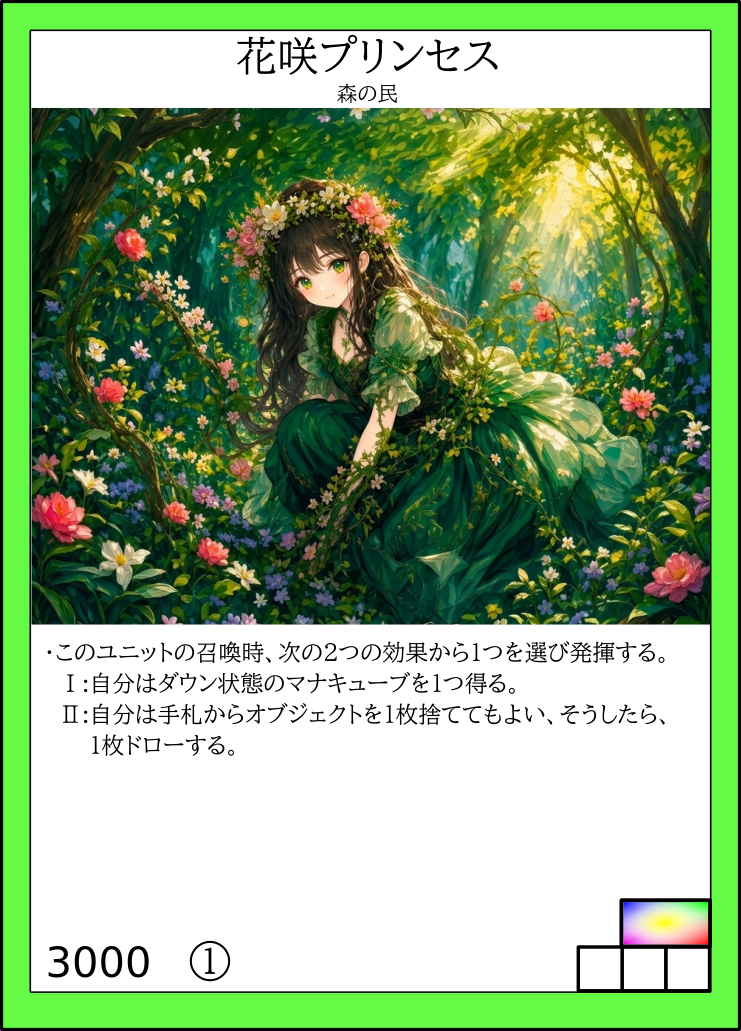 花咲プリンセス
森の民
・このユニットの召喚時、次の2つの効果から1つを選び発揮する。
Ⅰ:自分はダウン状態のマナキューブを1つ得る。
Ⅱ:自分は手札からオブジェクトを1枚捨ててもよい、そうしたら、
1枚ドローする。
3000 ①